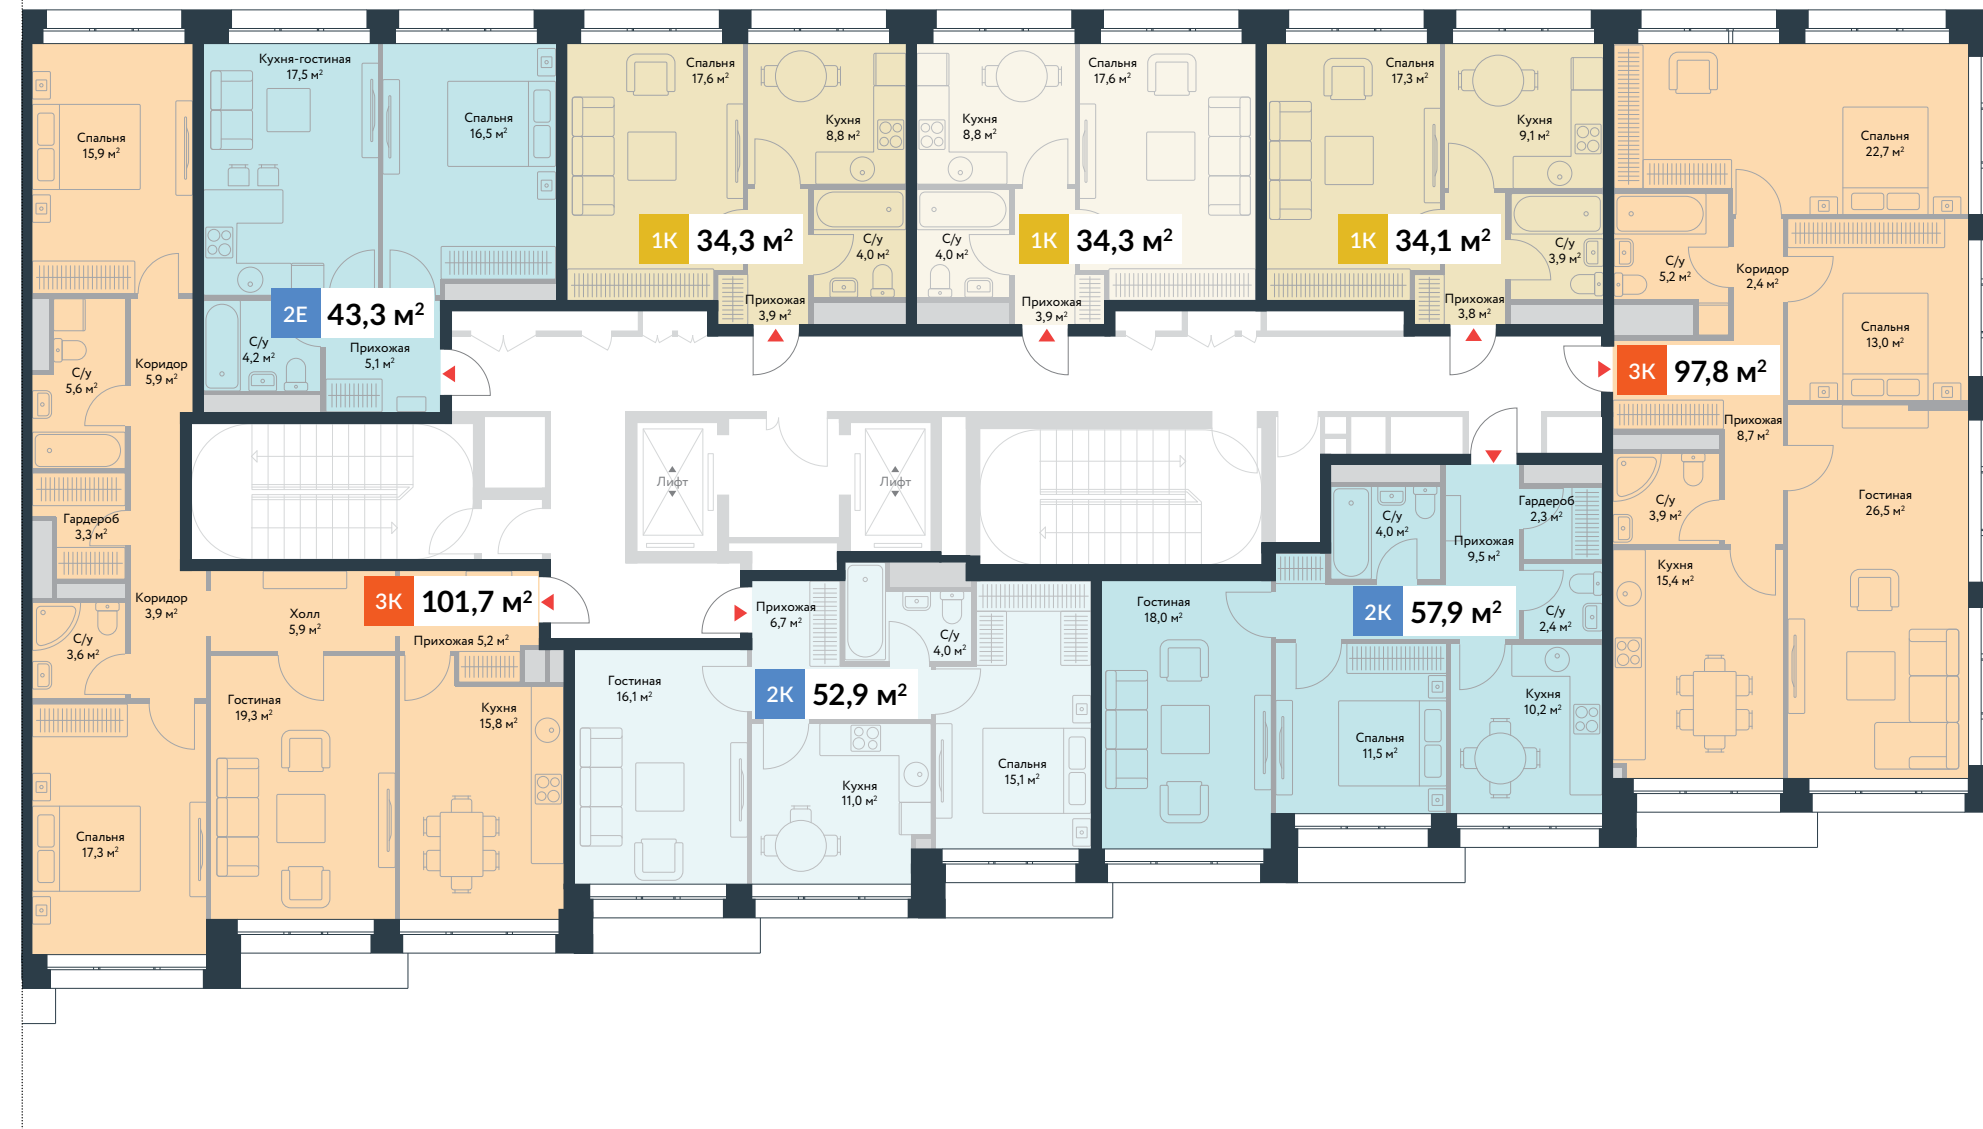 Спальня
15,9 м²
Коридор
5,9 м²
С/у
5,6 м²
Гардероб
3,3 м²
Коридор
3,9 м²
С/у
3,6 м²
Спальня
17,3 м²
Холл
5,9 м²
3К 101,7 м²
Прихожая 5,2 м²
Гостиная
19,3 м²
Кухня
15,8 м²
Кухня-гостиная
17,5 м²
Спальня
16,5 м²
2Е 43,3 м²
С/у
4,2 м²
Прихожая
5,1 м²
Спальня
17,6 м²
Кухня
8,8 м²
1К 34,3 м²
С/у
4,0 м²
Прихожая
3,9 м²
Кухня
8,8 м²
Спальня
17,6 м²
С/у
4,0 м²
1К 34,3 м²
Прихожая
3,9 м²
Спальня
17,3 м²
Кухня
9,1 м²
1К 34,1 м²
С/у
3,9 м²
Прихожая
3,8 м²
Спальня
22,7 м²
С/у
5,2 м²
Коридор
2,4 м²
Спальня
13,0 м²
3К 97,8 м²
Прихожая
8,7 м²
С/у
3,9 м²
Гостиная
26,5 м²
Кухня
15,4 м²
Лифт
Лифт
Прихожая
6,7 м²
С/у
4,0 м²
Гостиная
16,1 м²
2К 52,9 м²
Кухня
11,0 м²
Спальня
15,1 м²
С/у
4,0 м²
Гардероб
2,3 м²
Прихожая
9,5 м²
Гостиная
18,0 м²
2К 57,9 м²
С/у
2,4 м²
Спальня
11,5 м²
Кухня
10,2 м²